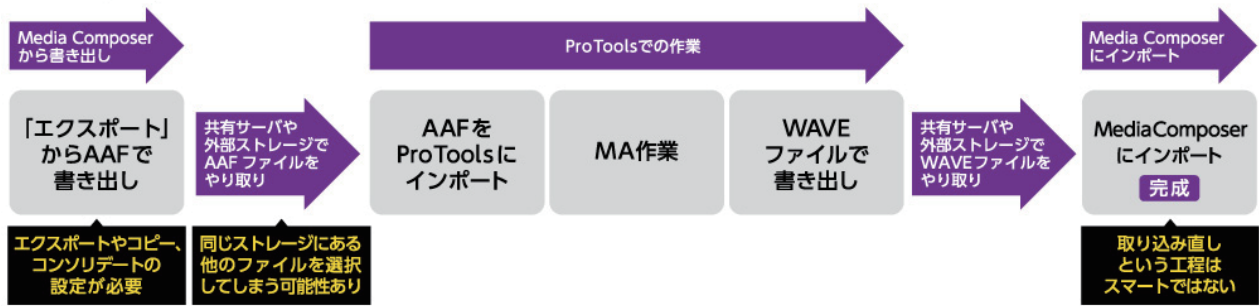 Media Composer
から書き出し
ProToolsでの作業
Media Composer
にインポート
「エクスポート」
からAAFで
書き出し
共有サーバや
外部ストレージで
AAFファイルを
やり取り
AAFを
ProToolsに
インポート
MA作業
WAVE
ファイルで
書き出し
共有サーバや
外部ストレージで
WAVEファイルを
やり取り
MediaComposer
にインポート
完成
エクスポートやコピー、
コンソリデートの
設定が必要
同じストレージにある
他のファイルを選択
してしまう可能性あり
取り込み直し
という工程は
スマートではない